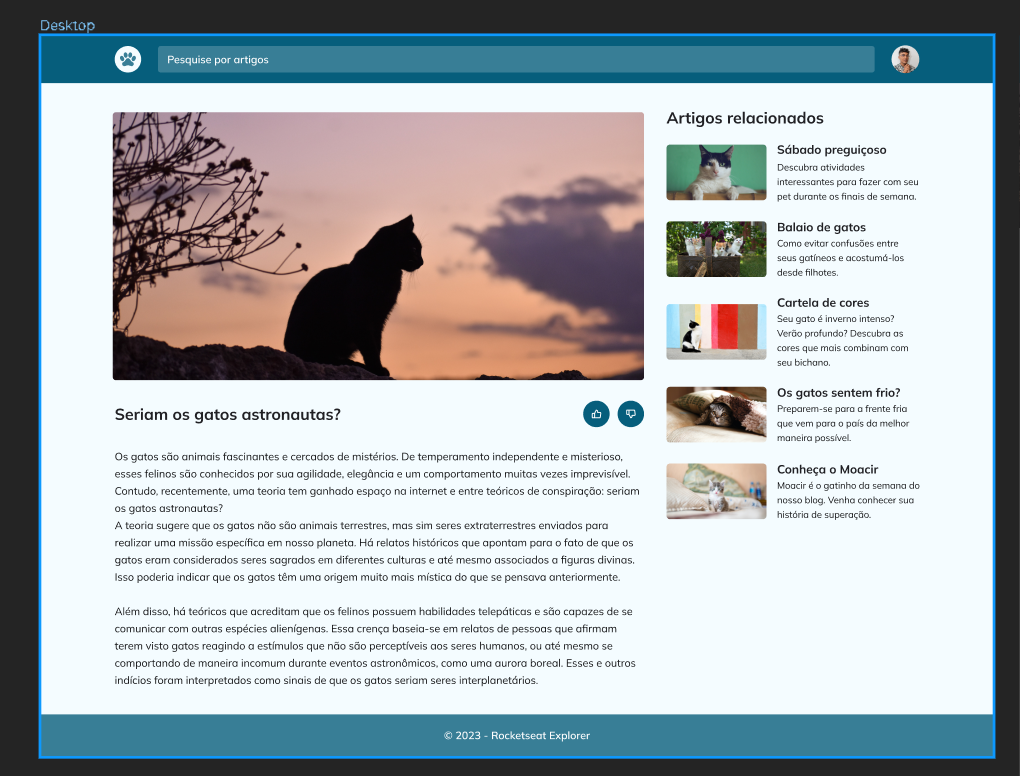 Desktop
Pesquise por artigos
Seriam os gatos astronautas?
Os gatos são animais fascinantes e cercados de mistérios. De temperamento independente e misterioso,
esses felinos são conhecidos por sua agilidade, elegância e um comportamento muitas vezes imprevisível.
Contudo, recentemente, uma teoria tem ganhado espaço na internet e entre teóricos de conspiração: seriam
os gatos astronautas?
A teoria sugere que os gatos não são animais terrestres, mas sim seres extraterrestres enviados para
realizar uma missão específica em nosso planeta. Há relatos históricos que apontam para o fato de que os
gatos eram considerados seres sagrados em diferentes culturas e até mesmo associados a figuras divinas.
Isso poderia indicar que os gatos têm uma origem muito mais mística do que se pensava anteriormente.
Além disso, há teóricos que acreditam que os felinos possuem habilidades telepáticas e são capazes de se
comunicar com outras espécies alienígenas. Essa crença baseia-se em relatos de pessoas que afirmam
terem visto gatos reagindo a estímulos que não são perceptíveis aos seres humanos, ou até mesmo se
comportando de maneira incomum durante eventos astronômicos, como uma aurora boreal. Esses e outros
indícios foram interpretados como sinais de que os gatos seriam seres interplanetários.
Artigos relacionados
Sábado preguiçoso
Descubra atividades
interessantes para fazer com seu
pet durante os finais de semana.
Balaio de gatos
Como evitar confusões entre
seus gatíneos e acostumá-los
desde filhotes.
Cartela de cores
Seu gato é inverno intenso?
Verão profundo? Descubra as
cores que mais combinam com
seu bichano.
Os gatos sentem frio?
Preparem-se para a frente fria
que vem para o país da melhor
maneira possível.
Conheça o Moacir
Moacir é o gatinho da semana do
nosso blog. Venha conhecer sua
história de superação.
© 2023 - Rocketseat Explorer